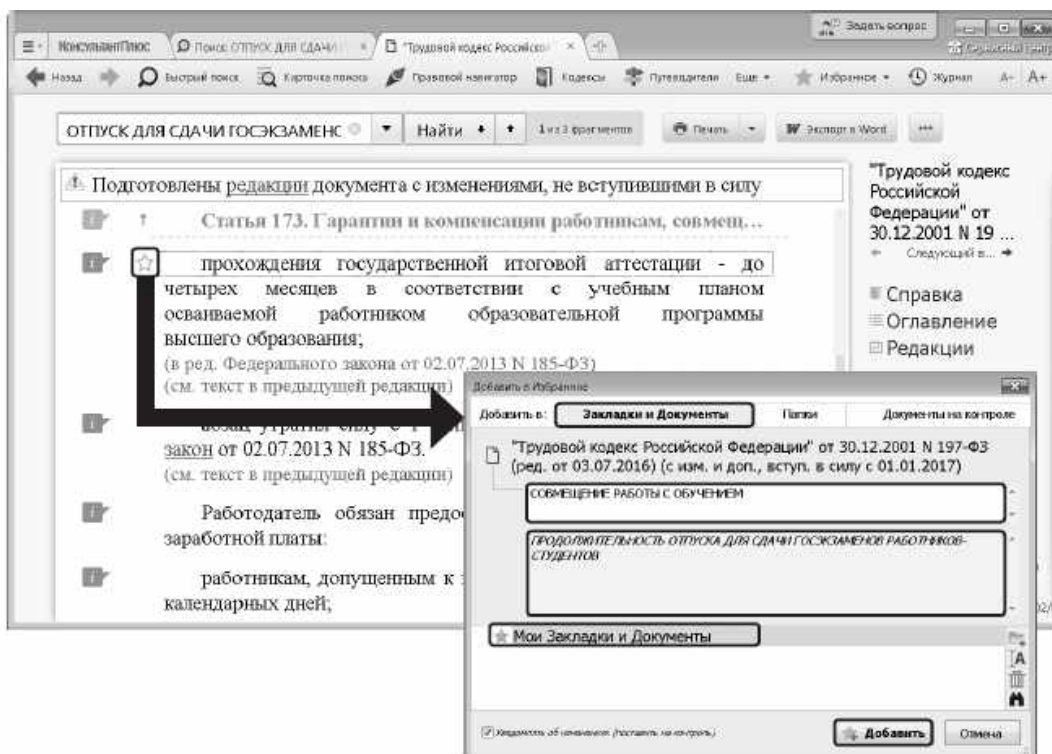 Задать вопрос
КонсультантПлюс
Поиск: ОТПУСК ДЛЯ СДАЧИ
"Трудовой кодекс Российско
Назад
Быстрый поиск
Карточка поиска
Правовой навигатор
Кодексы
Путеводители
Еще
Избранное
Журнал
А- А+
ОТПУСК ДЛЯ СДАЧИ ГОСЭКЗАМЕНС
Найти
1 из 3 фрагментов
Печать
Экспорт в Word
Подготовлены редакции документа с изменениями, не вступившими в силу
Статья 173. Гарантии и компенсации работникам, совмещ...
прохождения государственной итоговой аттестации - до
четырех месяцев в соответствии с учебным планом
осваиваемой работником образовательной программы
высшего образования;
(в ред. Федерального закона от 02.07.2013 N 185-ФЗ)
(см. текст в предыдущей редакции)
закон от 02.07.2013 N 185-ФЗ.
(см. текст в предыдущей редакции)
Работодатель обязан предос
заработной платы:
работникам, допущенным к
календарных дней;
"Трудовой кодекс
Российской
Федерации" от
30.12.2001 N 19 ...
Следующий в...
Справка
Оглавление
Редакции
Добавить в Избранное
Добавить в:
Закладки и Документы
Папки
Документы на контроле
"Трудовой кодекс Российской Федерации" от 30.12.2001 N 197-ФЗ
(ред. от 03.07.2016) (с изм. и доп., вступ. в силу с 01.01.2017)
СОВМЕЩЕНИЕ РАБОТЫ С ОБУЧЕНИЕМ
ПРОДОЛЖИТЕЛЬНОСТЬ ОТПУСКА ДЛЯ СДАЧИ ГОСЭКЗАМЕНОВ РАБОТНИКОВ-
СТУДЕНТОВ
Мои Закладки и Документы
Уведомлять об изменениях (поставить на контроль)
Добавить
Отмена